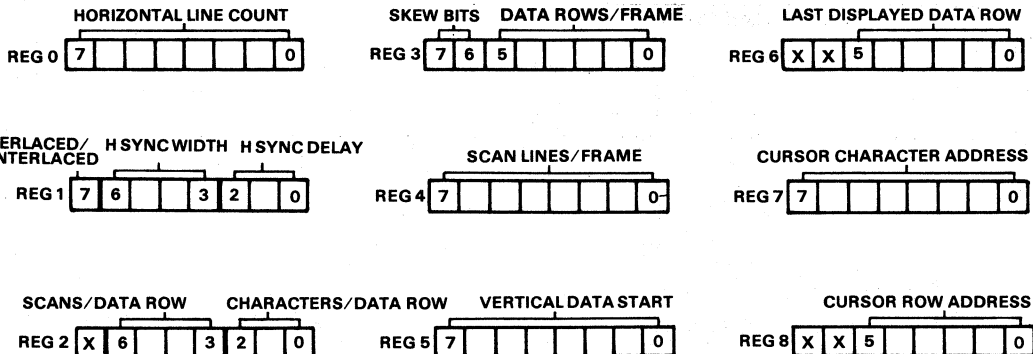 HORIZONTAL LINE COUNT
REG 0 7 0
SKEW BITS DATA ROWS/FRAME
REG 3 7 6 5 0
LAST DISPLAYED DATA ROW
REG 6 X X 5 0
ERLACED/
NTERLACED
H SYNC WIDTH H SYNC DELAY
REG 1 7 6 3 2 0
SCAN LINES/FRAME
REG 4 7 0
CURSOR CHARACTER ADDRESS
REG 7 7 0
SCANS/DATA ROW CHARACTERS/DATA ROW
REG 2 X 6 3 2 0
VERTICAL DATA START
REG 5 7 0
CURSOR ROW ADDRESS
REG 8 X X 5 0